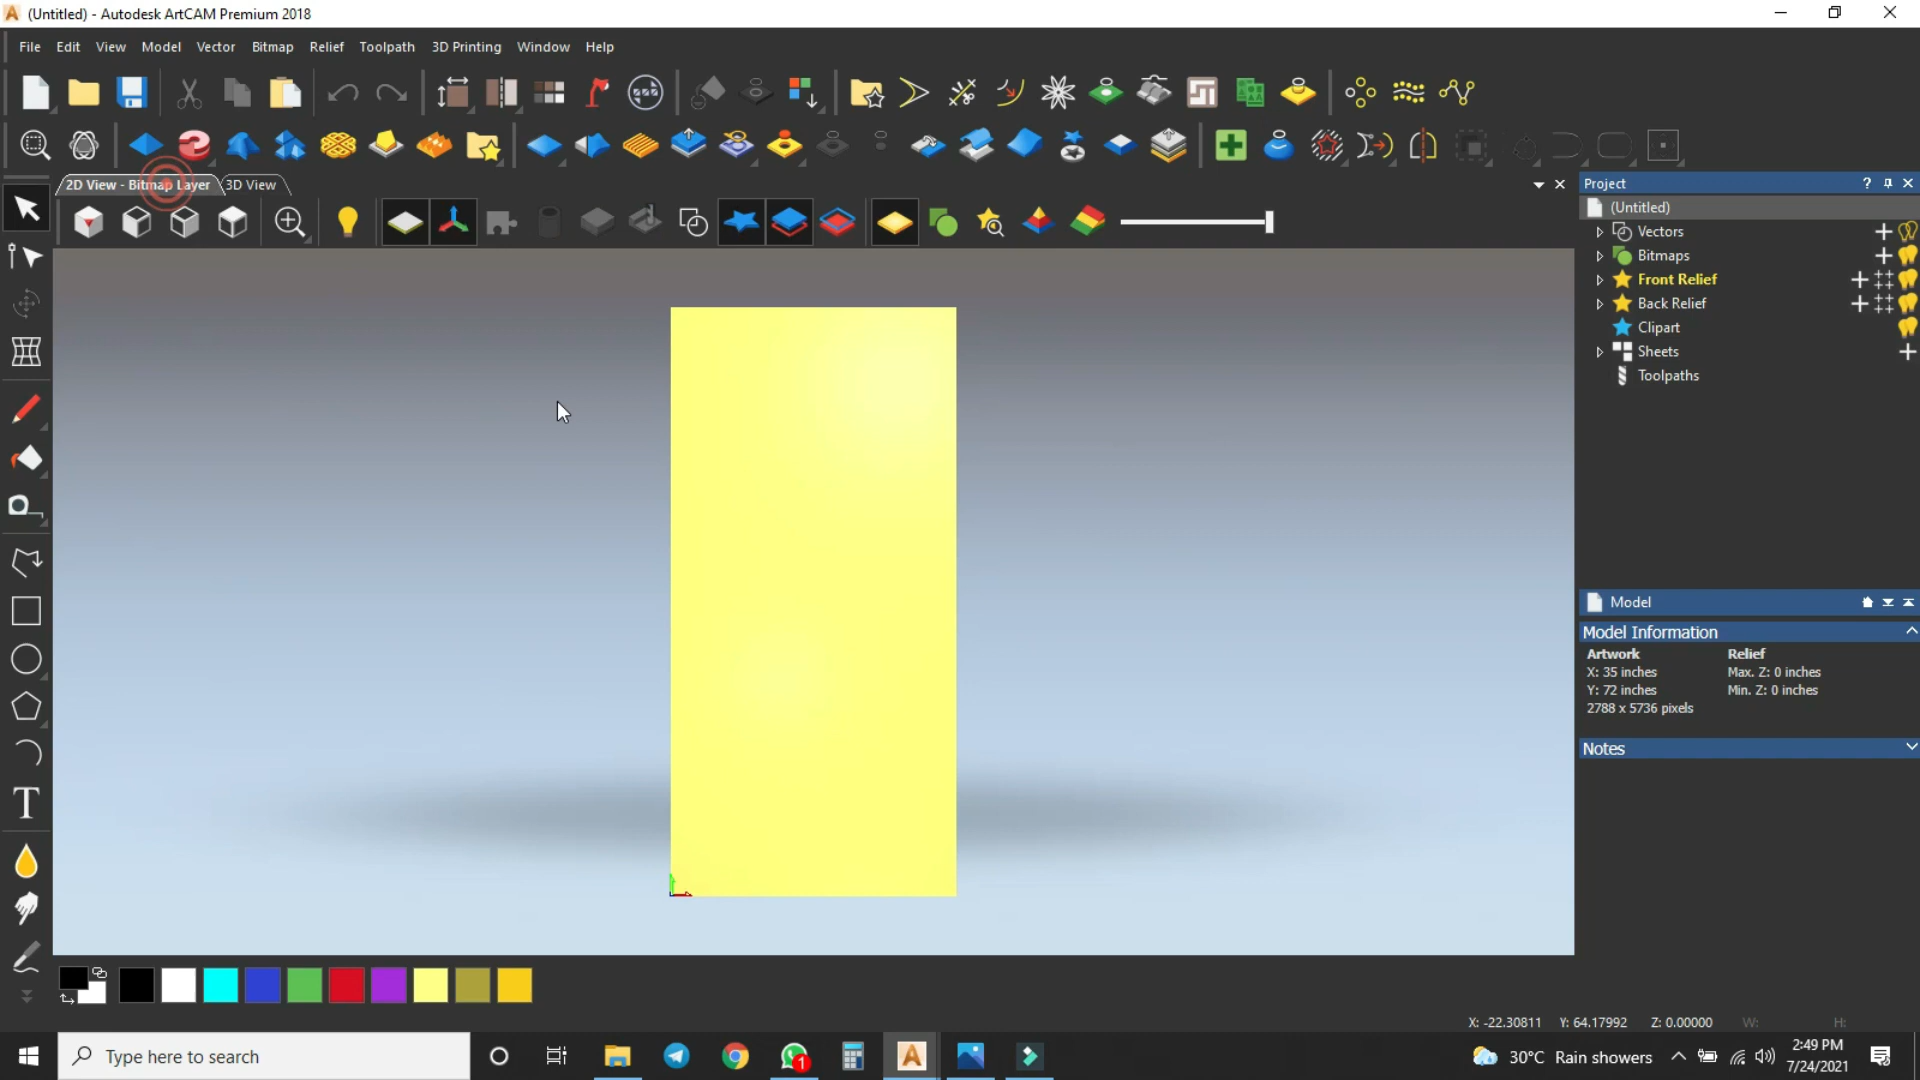 (Untitled) - Autodesk ArtCAM Premium 2018
File Edit View Model Vector Bitmap Relief Toolpath 3D Printing Window Help
2D View - Bitmap Layer 3D View
Project ?
(Untitled)
Vectors
Bitmaps
Front Relief
Back Relief
Clipart
Sheets
Toolpaths
Model
Model Information
Artwork Relief
X: 35 inches Max. Z: 0 inches
Y: 72 inches Min. Z: 0 inches
2788 x 5736 pixels
Notes
T
X: -22.30811 Y: 64.17992 Z: 0.00000 W: H:
Type here to search
1
A
30°C Rain showers
2:49 PM
7/24/2021